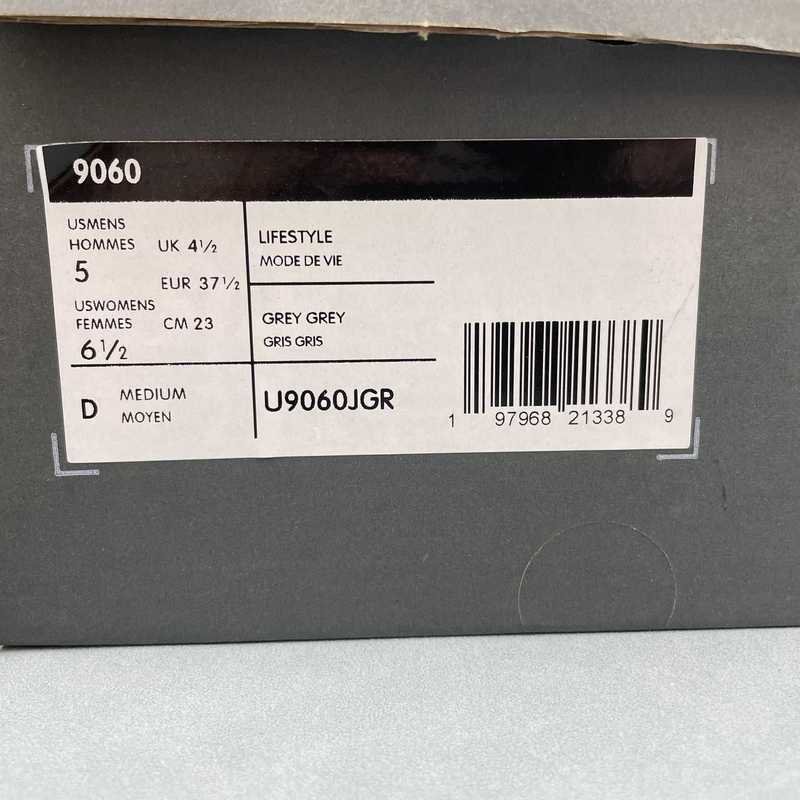 9060
USMENS
HOMMES
5
UK 4½
EUR 37½
USWOMENS
FEMMES
6½
CM 23
LIFESTYLE
MODE DE VIE
GREY GREY
GRIS GRIS
D MEDIUM
MOYEN
U9060JGR
1 97968 21338 9